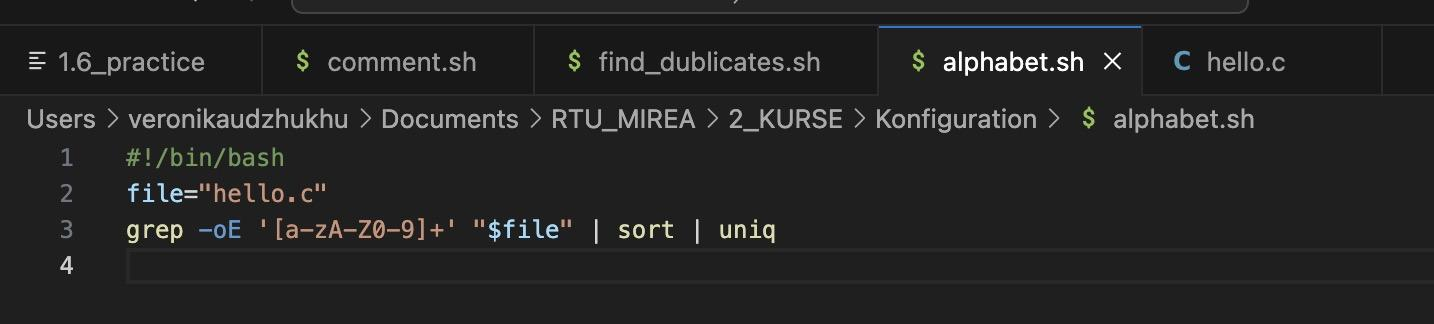 1.6_practice $ comment.sh $ find_dublicates.sh $ alphabet.sh × C hello.c
Users > veronikaudzhukhu > Documents > RTU_MIREA > 2_KURSE > Konfiguration > $ alphabet.sh
1 #!/bin/bash
2 file="hello.c"
3 grep -oE '[a-zA-Z0-9]+' "$file" | sort | uniq
4